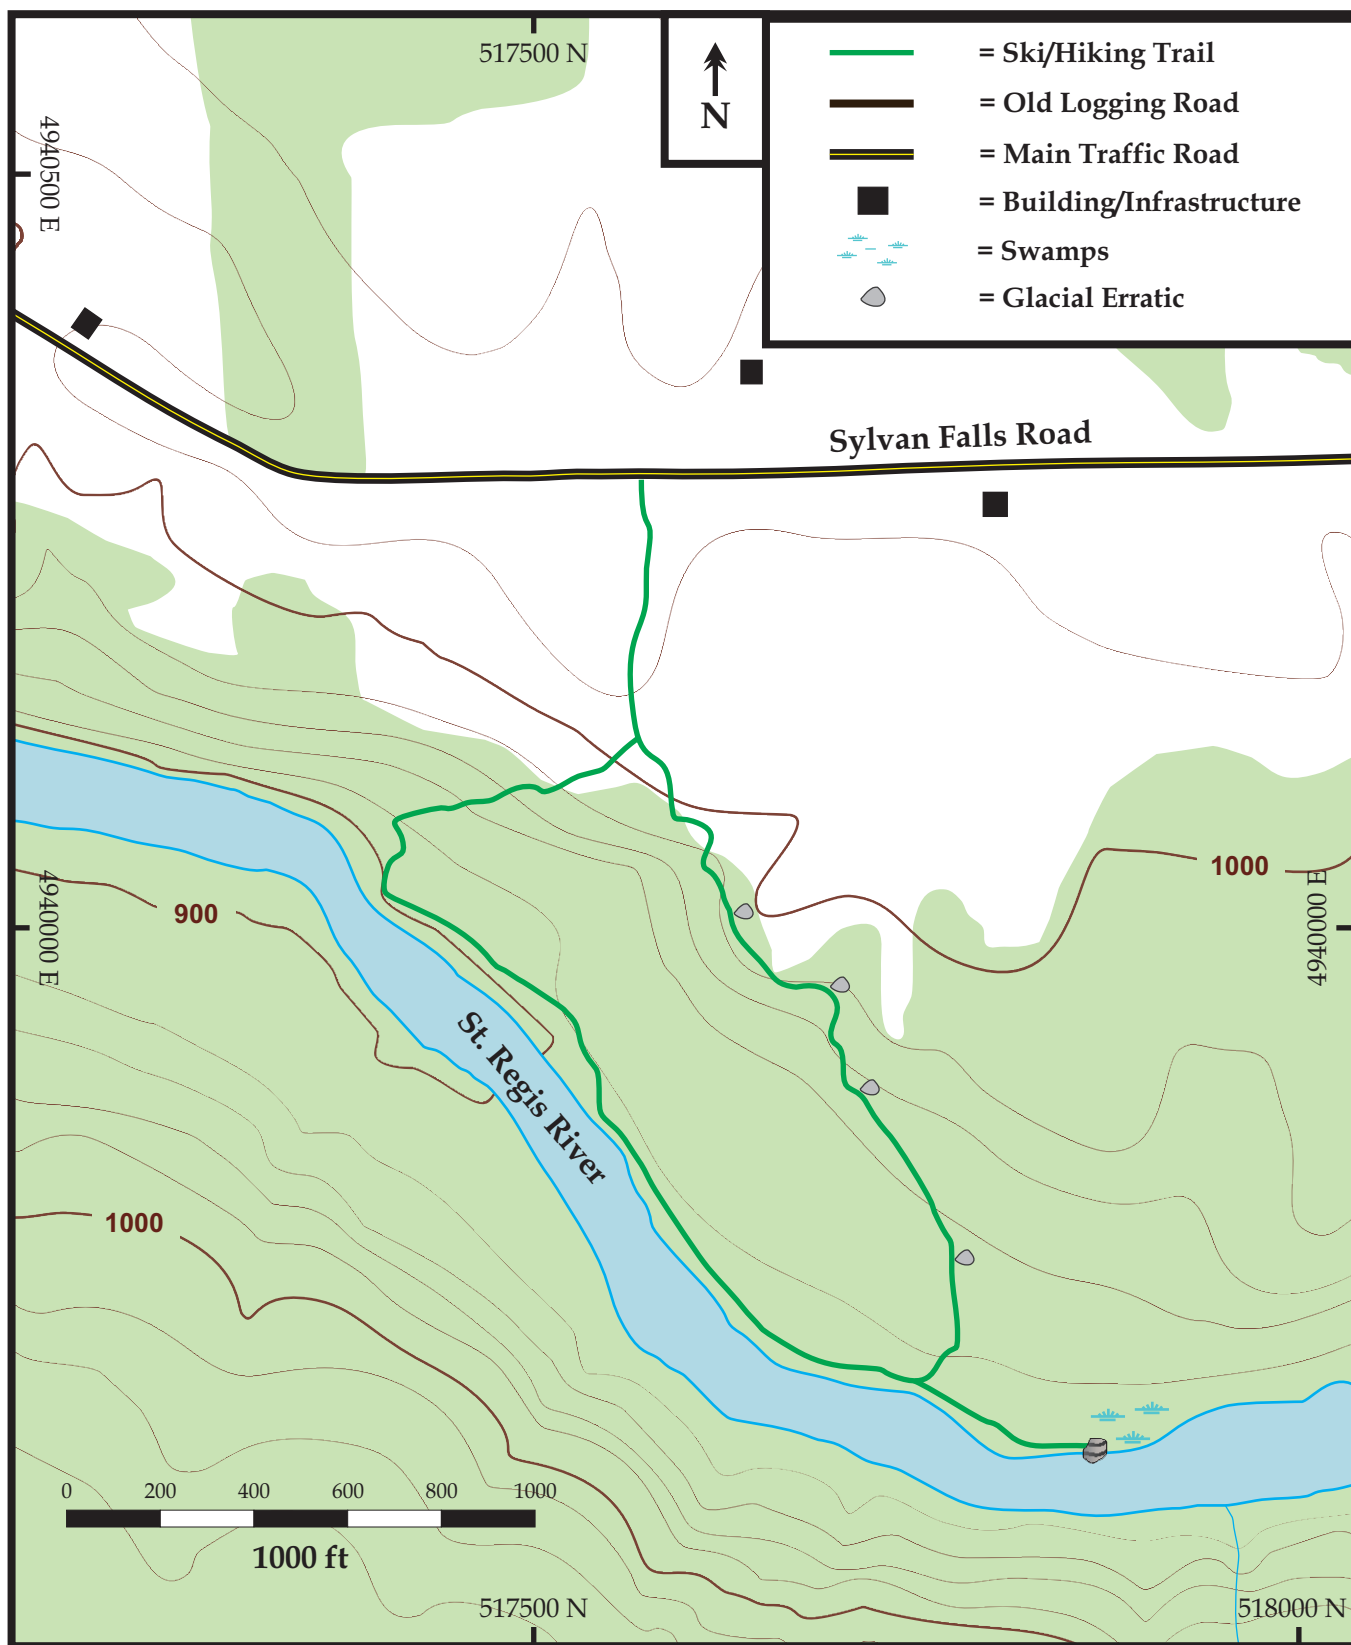 517500 N
N
= Ski/Hiking Trail
= Old Logging Road
= Main Traffic Road
= Building/Infrastructure
= Swamps
= Glacial Erratic
4940500 E
Sylvan Falls Road
1000
4940000 E
4940000 E
900
St. Regis River
1000
0 200 400 600 800 1000
1000 ft
517500 N
518000 N